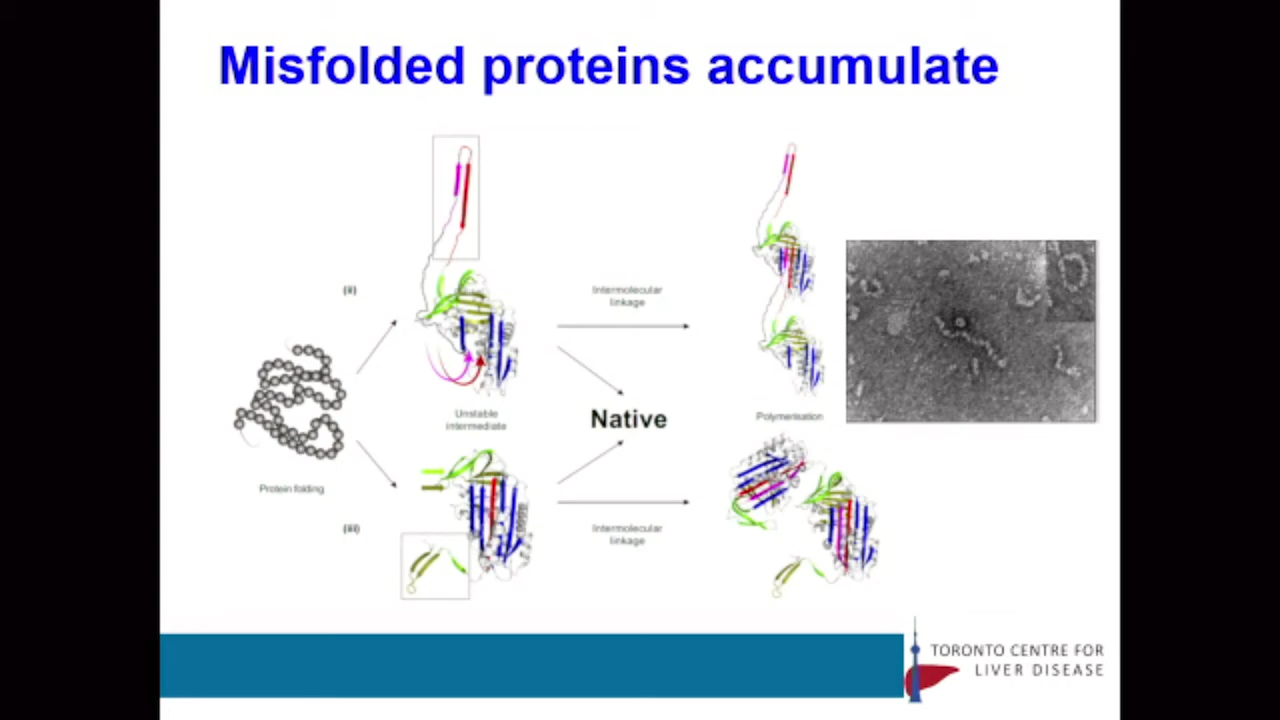 Misfolded proteins accumulate
(ii)
Intermolecular
linkage
Unstable
intermediate
Native
Polymerisation
Protein folding
(iii)
Intermolecular
linkage
TORONTO CENTRE FOR
LIVER DISEASE